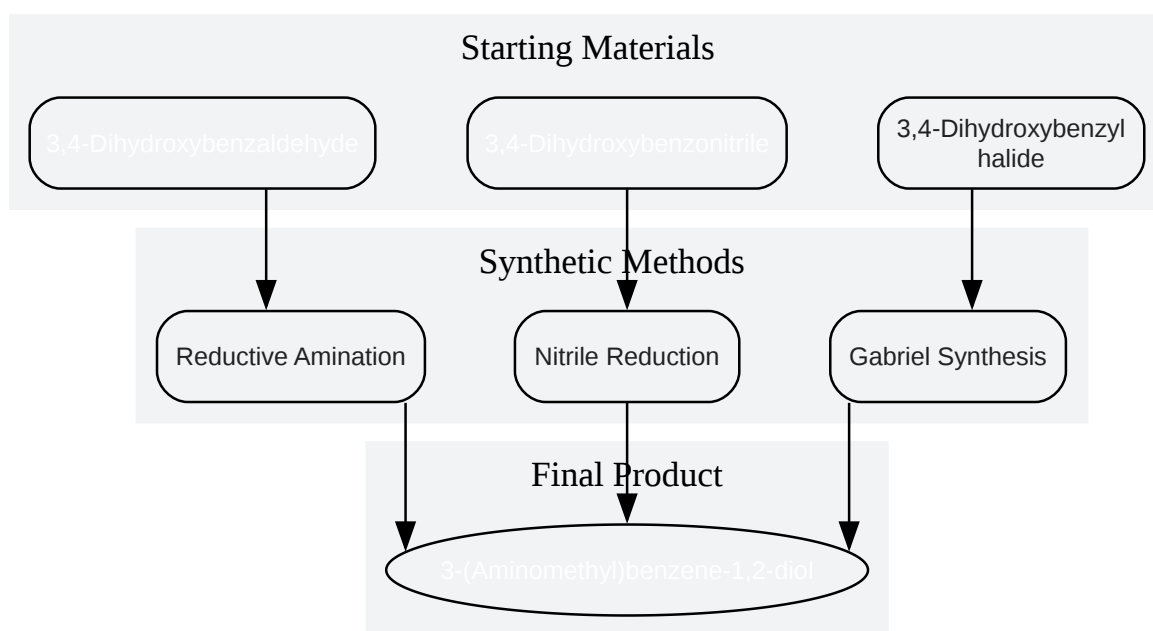 Starting Materials
3,4-Dihydroxybenzaldehyde
3,4-Dihydroxybenzonitrile
3,4-Dihydroxybenzyl
halide
Synthetic Methods
Reductive Amination
Nitrile Reduction
Gabriel Synthesis
Final Product
3-(Aminomethyl)benzene-1,2-diol